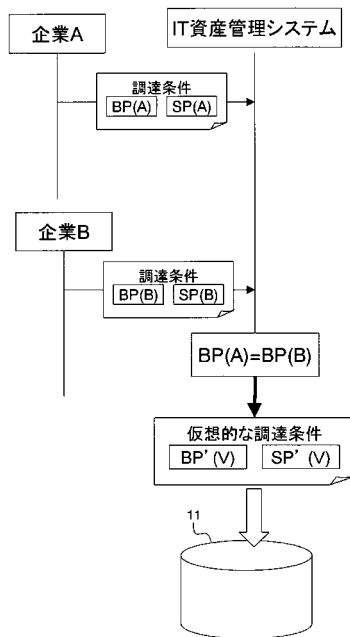 企業A
IT資産管理システム
調達条件
BP(A) SP(A)
企業B
調達条件
BP(B) SP(B)
BP(A)=BP(B)
仮想的な調達条件
BP'(V) SP'(V)
11